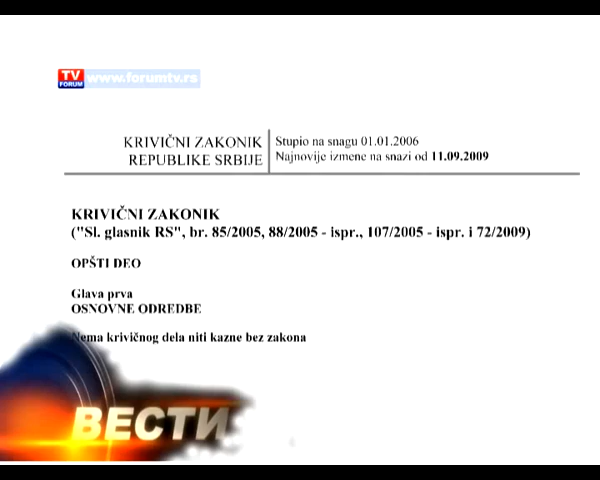 TV
FORUM
www.forumtv.rs
KRIVIČNI ZAKONIK
REPUBLIKE SRBIJE
Stupio na snagu 01.01.2006
Najnovije izmene na snazi od 11.09.2009
KRIVIČNI ZAKONIK
("Sl. glasnik RS", br. 85/2005, 88/2005 - ispr., 107/2005 - ispr. i 72/2009)
OPŠTI DEO
Glava prva
OSNOVNE ODREDBE
Nema krivičnog dela niti kazne bez zakona
ВЕСТИ